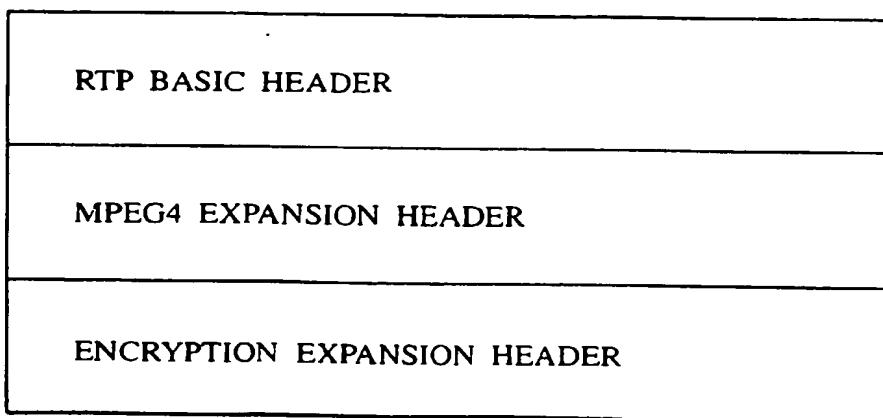 RTP BASIC HEADER
MPEG4 EXPANSION HEADER
ENCRYPTION EXPANSION HEADER